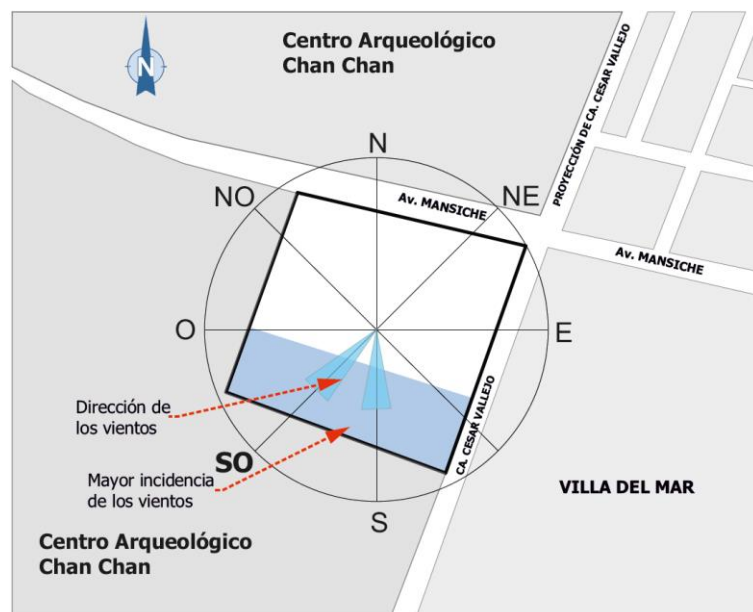 Centro Arqueológico
Chan Chan
N
PROYECCIÓN DE CA. CESAR VALLEJO
N
NO
NE
Av. MANSICHE
Av. MANSICHE
O
E
Dirección de
los vientos
CA. CESAR VALLEJO
SO
Mayor incidencia
de los vientos
VILLA DEL MAR
S
Centro Arqueológico
Chan Chan